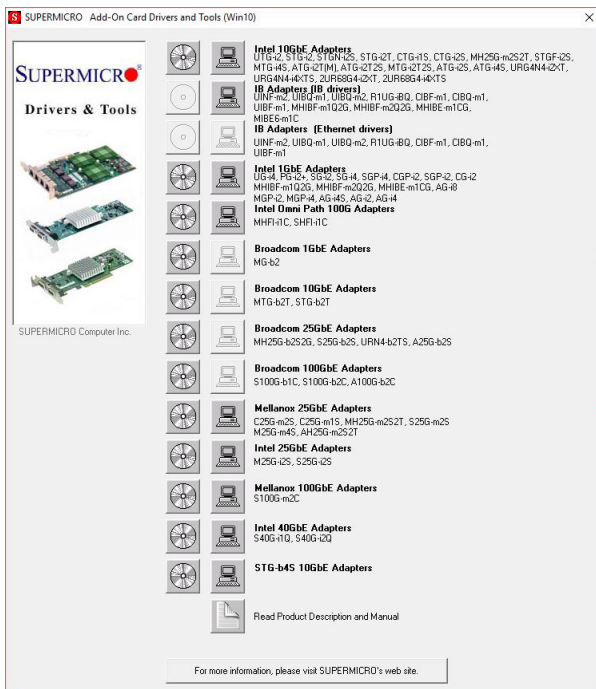 SUPERMICRO Add-On Card Drivers and Tools (Win10)
SUPERMICRO
Drivers & Tools
SUPERMICRO Computer Inc.
Intel 10GbE Adapters
UTG-i2, STG-i2, STGN-i2S, STG-i2T, CTG-i1S, CTG-i2S, MH25G-m2S2T, STGF-i2S,
MTG-i4S, ATG-i2T(M), ATG-i2T2S, MTG-i2T2S, ATG-i2S, ATG-i4S, URG4N4-i2XT,
URG4N4-i4XTS, 2UR68G4-i2XT, 2UR68G4-i4XTS
IB Adapters (IB drivers)
UINF-m2, UIBQ-m1, UIBQ-m2, R1UG-iBQ, CIBF-m1, CIBQ-m1,
UIBF-m1, MHIBF-m1Q2G, MHIBF-m2Q2G, MHIBE-m1CG,
MIBE6-m1C
IB Adapters (Ethernet drivers)
UINF-m2, UIBQ-m1, UIBQ-m2, R1UG-iBQ, CIBF-m1, CIBQ-m1,
UIBF-m1
Intel 1GbE Adapters
UG-i4, PG-i2+, SG-i2, SG-i4, SGP-i4, CGP-i2, SGP-i2, CG-i2
MHIBF-m1Q2G, MHIBF-m2Q2G, MHIBE-m1CG, AG-i8
MGP-i2, MGP-i4, AG-i4S, AG-i2, AG-i4
Intel Omni Path 100G Adapters
MHFI-i1C, SHFI-i1C
Broadcom 1GbE Adapters
MG-b2
Broadcom 10GbE Adapters
MTG-b2T, STG-b2T
Broadcom 25GbE Adapters
MH25G-b2S2G, S25G-b2S, URN4-b2TS, A25G-b2S
Broadcom 100GbE Adapters
S100G-b1C, S100G-b2C, A100G-b2C
Mellanox 25GbE Adapters
C25G-m2S, C25G-m1S, MH25G-m2S2T, S25G-m2S
M25G-m4S, AH25G-m2S2T
Intel 25GbE Adapters
M25G-i2S, S25G-i2S
Mellanox 100GbE Adapters
S100G-m2C
Intel 40GbE Adapters
S40G-i1Q, S40G-i2Q
STG-b4S 10GbE Adapters
Read Product Description and Manual
For more information, please visit SUPERMICRO's web site.